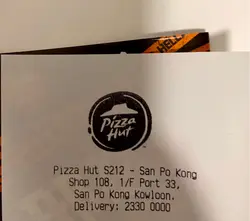 HELL
Pizza
Hut
Pizza Hut S212 - San Po Kong
Shop 108, 1/F Port 33,
San Po Kong Kowloon.
Delivery: 2330 0000